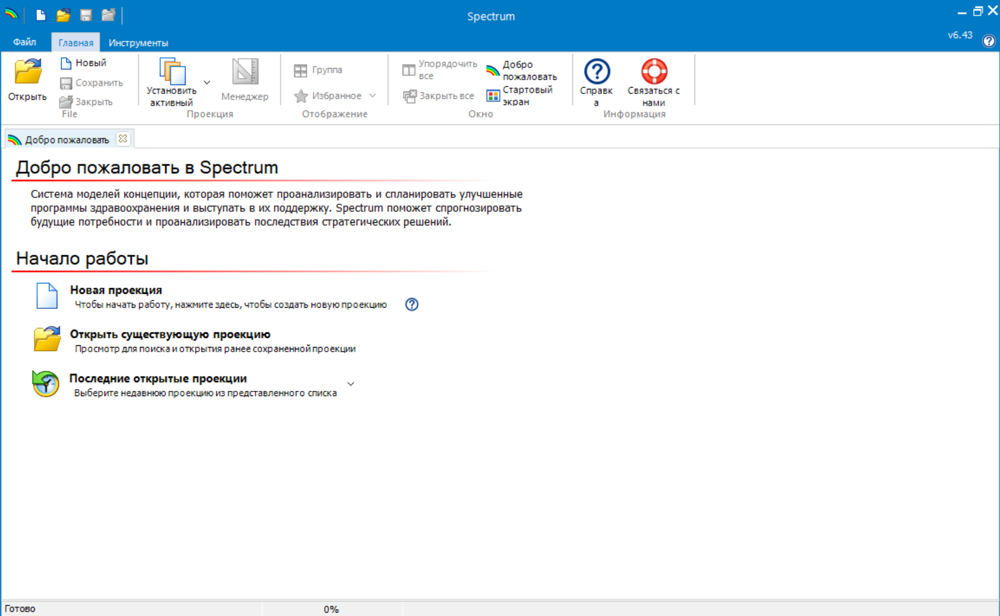 Spectrum
Файл
Главная
Инструменты
v6.43
Открыть
Новый
Сохранить
Закрыть
File
Установить
активный
Менеджер
Проекция
Группа
Избранное
Отображение
Упорядочить
все
Закрыть все
Добро
пожаловать
Стартовый
экран
Окно
Справк
а
Связаться с
нами
Информация
Добро пожаловать
Добро пожаловать в Spectrum
Система моделей концепции, которая поможет проанализировать и спланировать улучшенные
программы здравоохранения и выступать в их поддержку. Spectrum поможет спрогнозировать
будущие потребности и проанализировать последствия стратегических решений.
Начало работы
Новая проекция
Чтобы начать работу, нажмите здесь, чтобы создать новую проекцию
Открыть существующую проекцию
Просмотр для поиска и открытия ранее сохраненной проекции
Последние открытые проекции
Выберите недавнюю проекцию из представленного списка
Готово
0%